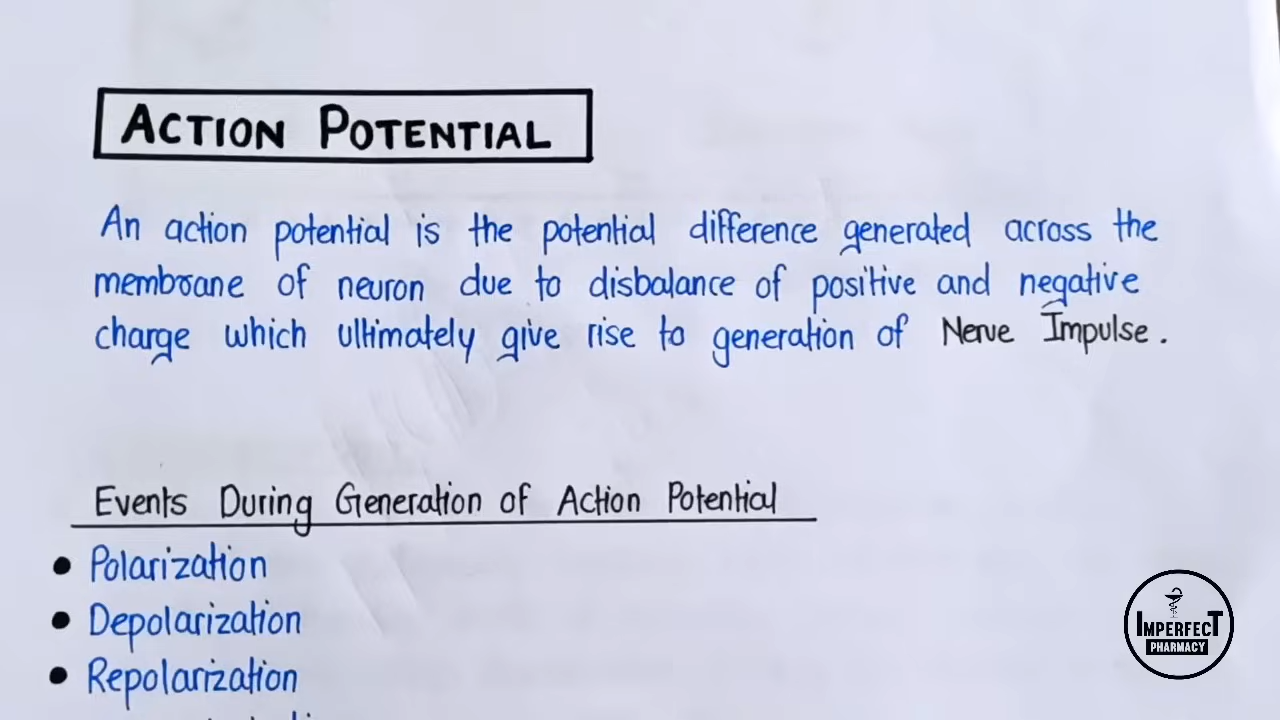 ACTION POTENTIAL
An action potential is the potential difference generated across the
membrane of neuron due to disbalance of positive and negative
charge which ultimately give rise to generation of Nerve Impulse.
Events During Generation of Action Potential
• Polarization
• Depolarization
• Repolarization
IMPERFECT
PHARMACY